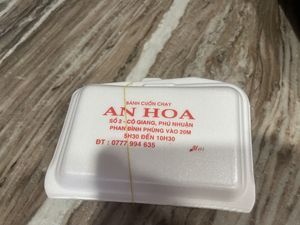 BÁNH CUỐN CHAY
AN HOA
SỐ 2 - CÔ GIANG, PHÚ NHUẬN
PHAN ĐÌNH PHÙNG VÀO 20M
5H30 ĐẾN 10H30
ĐT : 0777 994 635